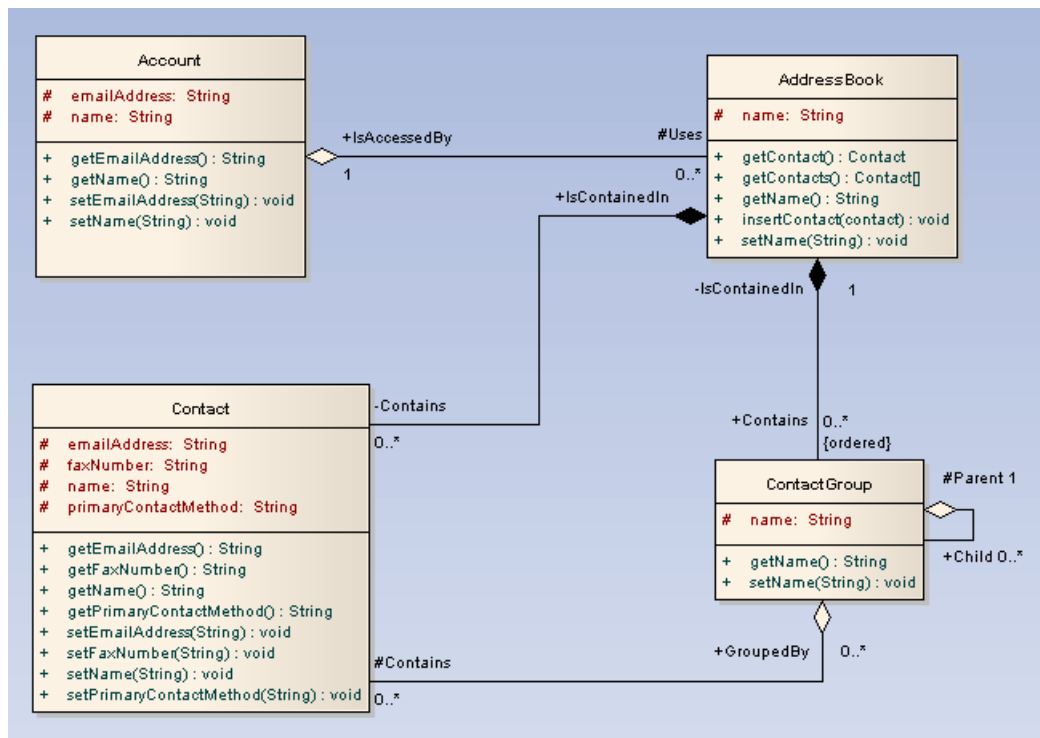 Account
# emailAddress: String
# name: String
+ getEmailAddress() : String
+ getName() : String
+ setEmailAddress(String) : void
+ setName(String) : void
+IsAccessedBy
1
#Uses
0..*
AddressBook
# name: String
+ getContact() : Contact
+ getContacts() : Contact[]
+ getName() : String
+ insertContact(contact) : void
+ setName(String) : void
+IsContainedIn
-IsContainedIn
1
-Contains
0..*
+Contains
0..*
{ordered}
Contact
# emailAddress: String
# faxNumber: String
# name: String
# primaryContactMethod: String
+ getEmailAddress() : String
+ getFaxNumber() : String
+ getName() : String
+ getPrimaryContactMethod() : String
+ setEmailAddress(String) : void
+ setFaxNumber(String) : void
+ setName(String) : void
+ setPrimaryContactMethod(String) : void
ContactGroup
# name: String
+ getName() : String
+ setName(String) : void
#Parent 1
+Child 0..*
+GroupedBy
0..*
#Contains
0..*